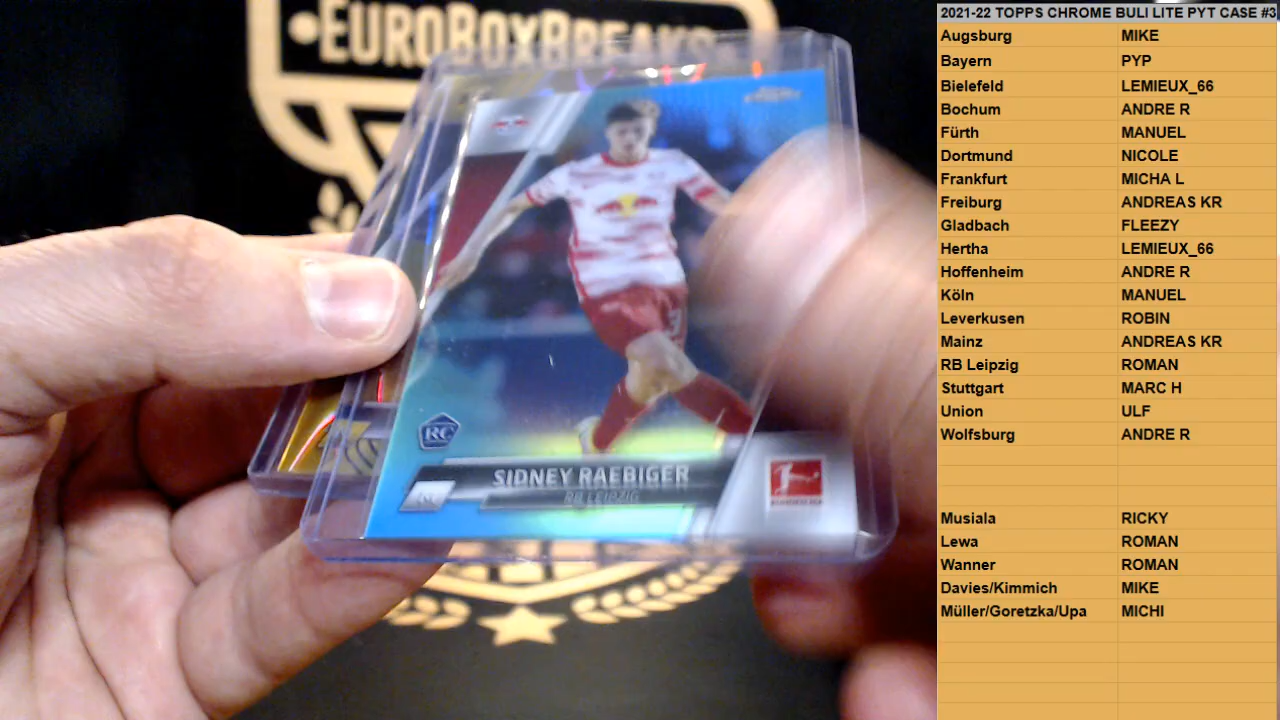 EUROBOXBREAKS
RC
SIDNEY RAEBIGER
RB LEIPZIG
2021-22 TOPPS CHROME BULI LITE PYT CASE #3
Augsburg MIKE
Bayern PYP
Bielefeld LEMIEUX_66
Bochum ANDRE R
Fürth MANUEL
Dortmund NICOLE
Frankfurt MICHA L
Freiburg ANDREAS KR
Gladbach FLEEZY
Hertha LEMIEUX_66
Hoffenheim ANDRE R
Köln MANUEL
Leverkusen ROBIN
Mainz ANDREAS KR
RB Leipzig ROMAN
Stuttgart MARC H
Union ULF
Wolfsburg ANDRE R
Musiala RICKY
Lewa ROMAN
Wanner ROMAN
Davies/Kimmich MIKE
Müller/Goretzka/Upa MICHI